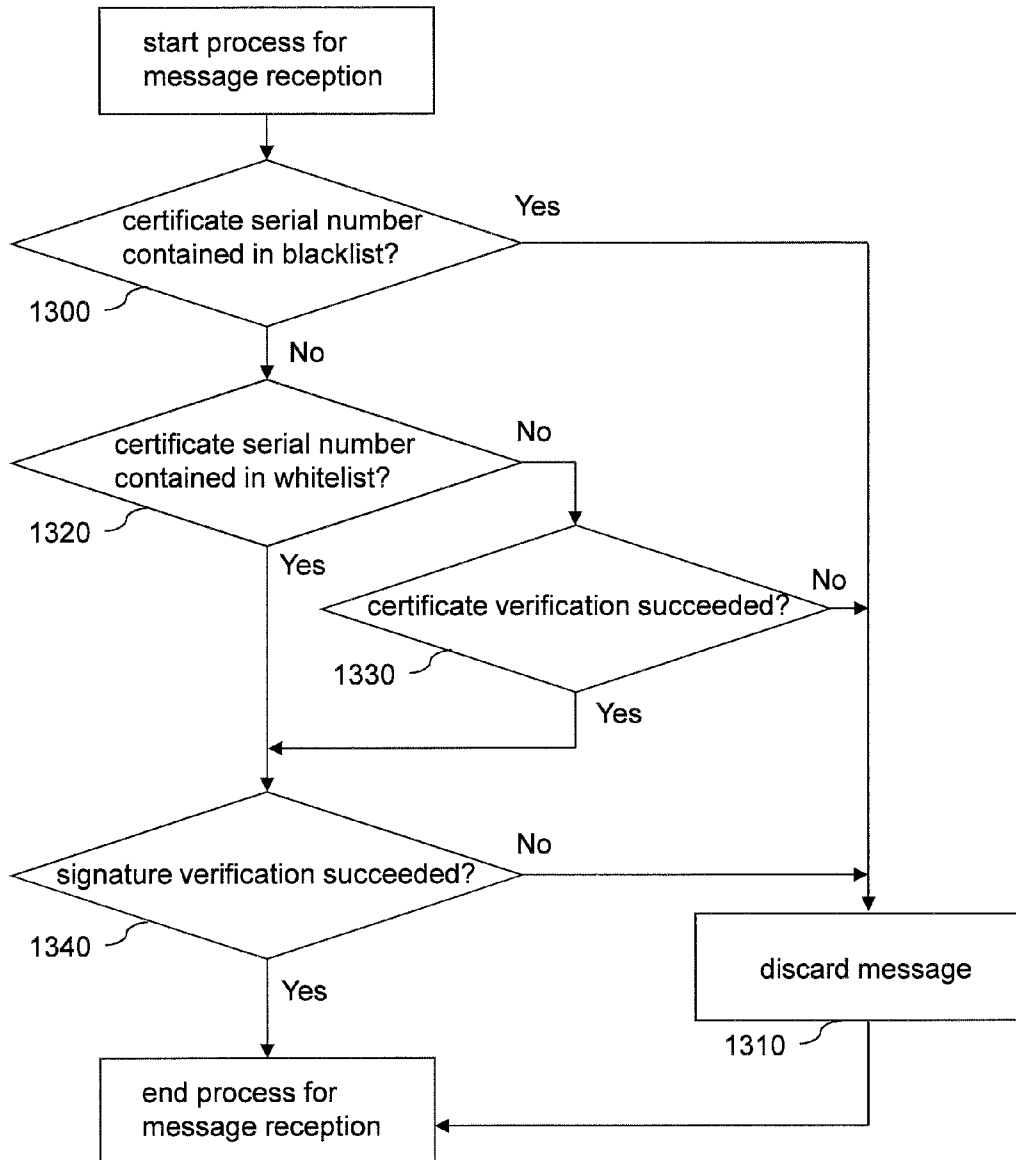 start process for
message reception
certificate serial number
contained in blacklist?
Yes
1300
No
certificate serial number
contained in whitelist?
No
1320
Yes
certificate verification succeeded?
No
1330
Yes
signature verification succeeded?
No
1340
Yes
discard message
1310
end process for
message reception